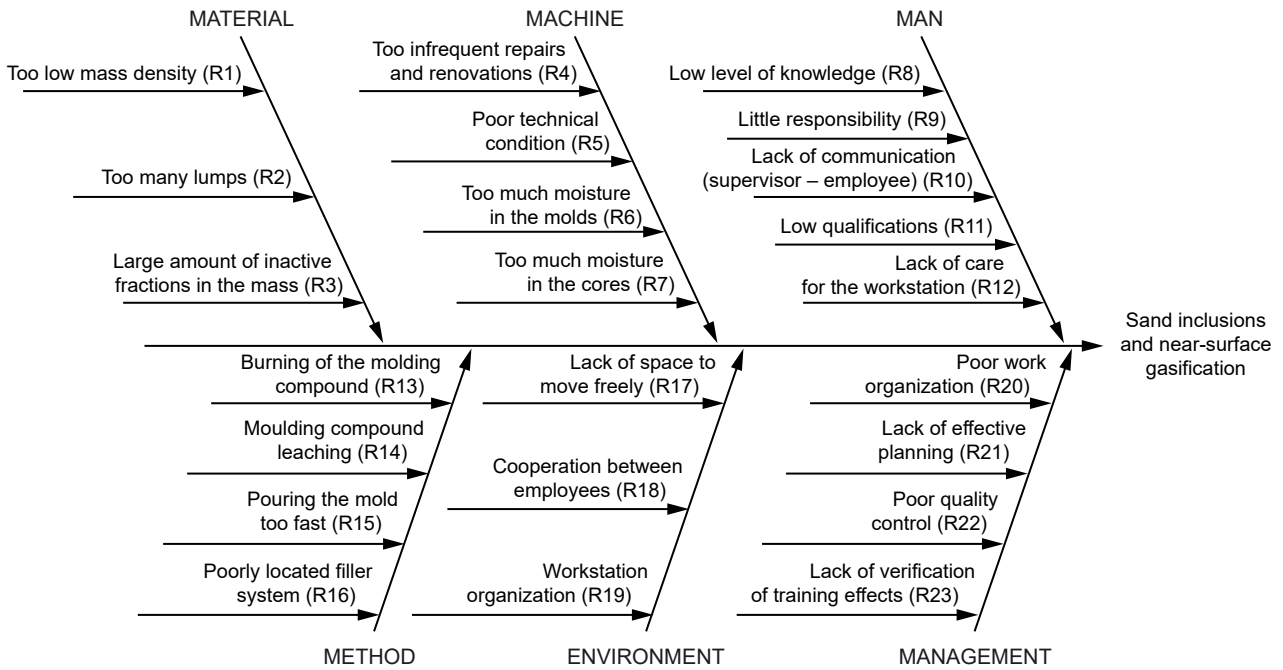 MATERIAL
MACHINE
MAN
Too low mass density (R1)
Too many lumps (R2)
Large amount of inactive
fractions in the mass (R3)
Too infrequent repairs
and renovations (R4)
Poor technical
condition (R5)
Too much moisture
in the molds (R6)
Too much moisture
in the cores (R7)
Low level of knowledge (R8)
Little responsibility (R9)
Lack of communication
(supervisor – employee) (R10)
Low qualifications (R11)
Lack of care
for the workstation (R12)
Sand inclusions
and near-surface
gasification
Burning of the molding
compound (R13)
Moulding compound
leaching (R14)
Pouring the mold
too fast (R15)
Poorly located filler
system (R16)
Lack of space to
move freely (R17)
Cooperation between
employees (R18)
Workstation
organization (R19)
Poor work
organization (R20)
Lack of effective
planning (R21)
Poor quality
control (R22)
Lack of verification
of training effects (R23)
METHOD
ENVIRONMENT
MANAGEMENT